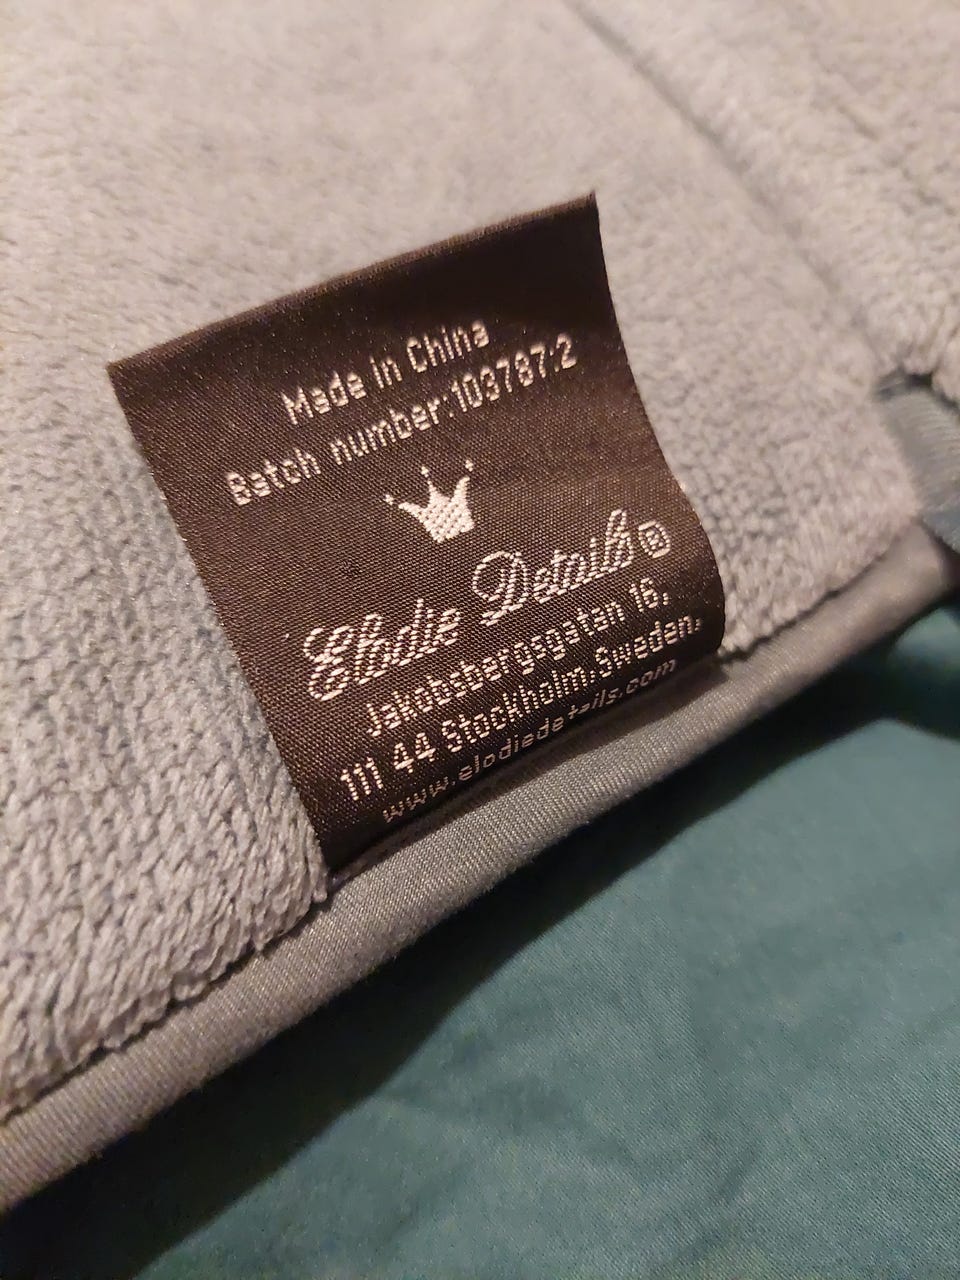 Made in China
Batch number:103787:2
Elodie Details®
Jakobsbergsgatan 16,
111 44 Stockholm, Sweden.
www.elodiedetails.com